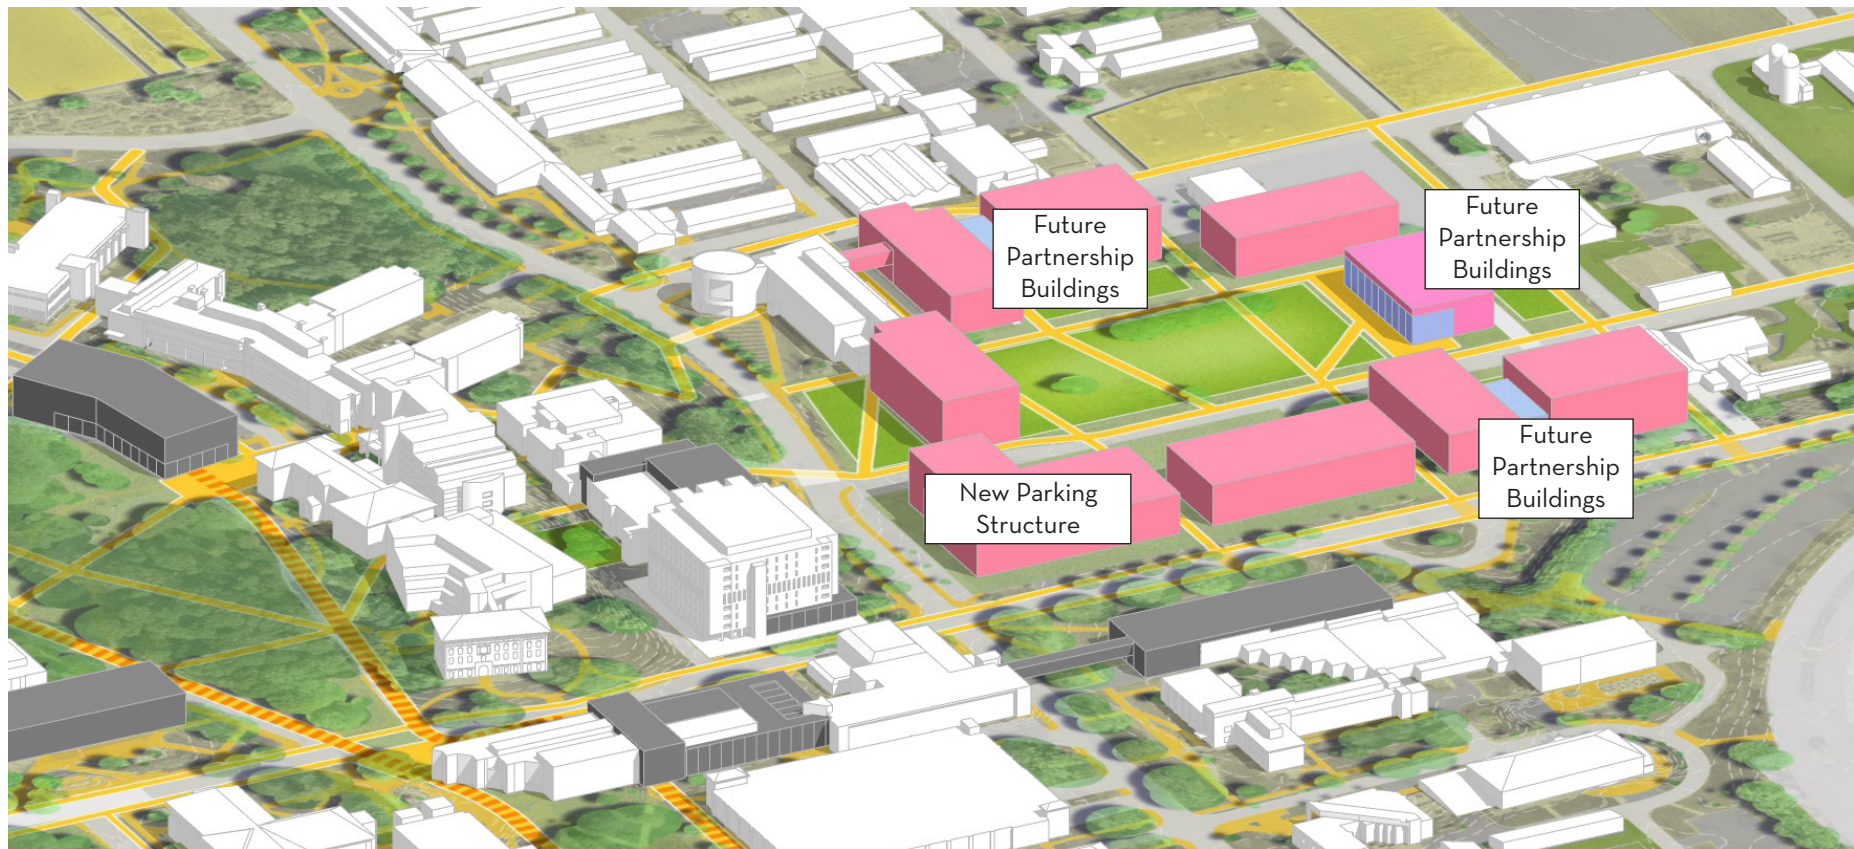 Future
Partnership
Buildings
Future
Partnership
Buildings
Future
Partnership
Buildings
New Parking
Structure